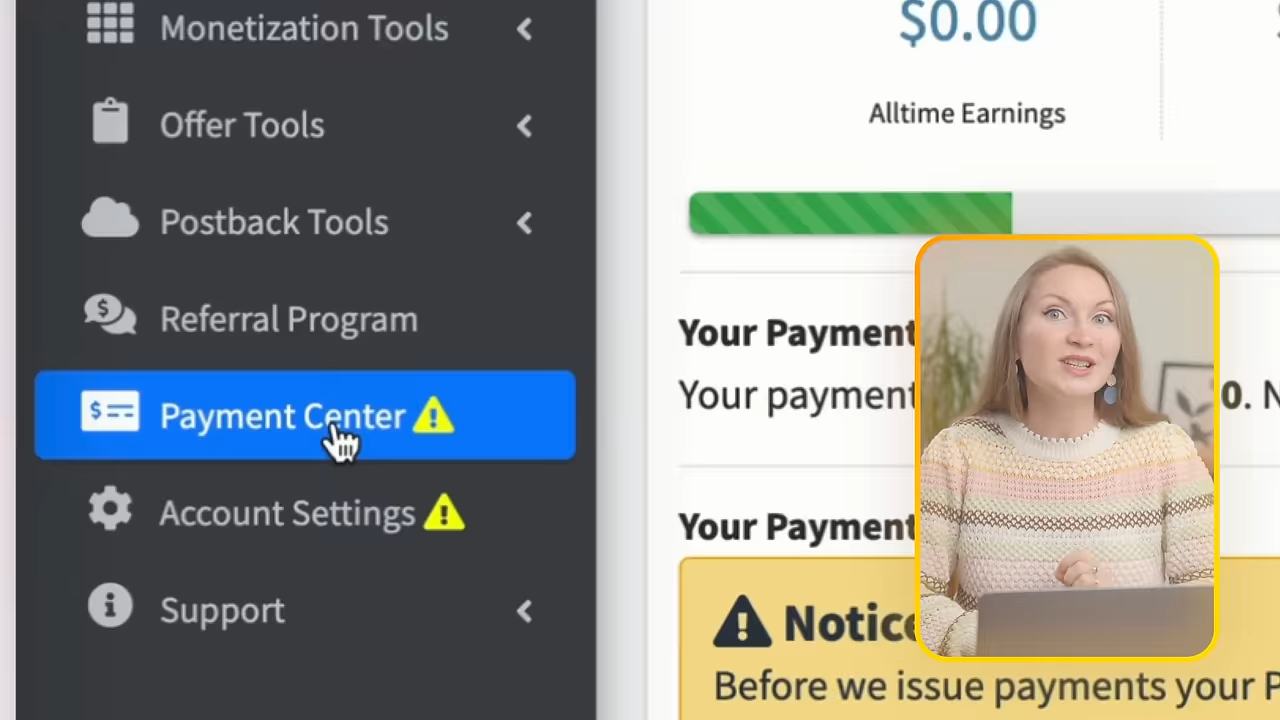 Monetization Tools
Offer Tools
Postback Tools
Referral Program
Payment Center
Account Settings
Support
$0.00
Alltime Earnings
Your Payment
Your payment 0. N
Your Payment
Notice
Before we issue payments your P